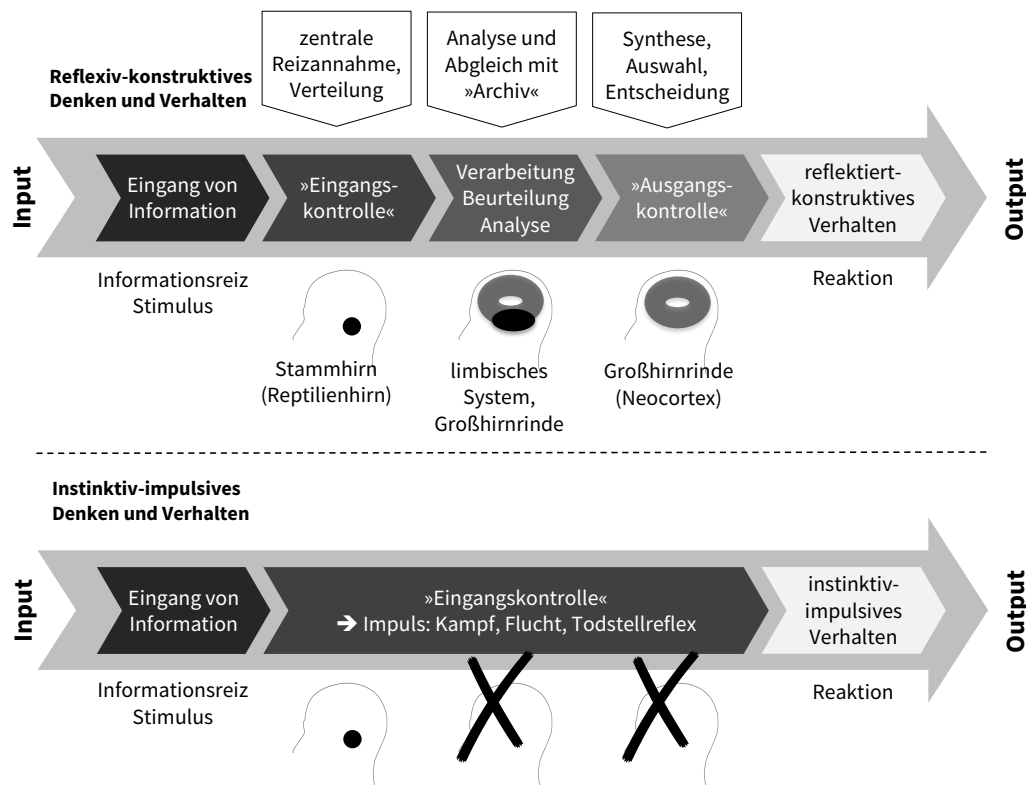 zentrale
Reizannahme,
Verteilung
Analyse und
Abgleich mit
»Archiv«
Synthese,
Auswahl,
Entscheidung
Reflexiv-konstruktives
Denken und Verhalten
Input
Eingang von
Information
»Eingangs-
kontrolle«
Verarbeitung
Beurteilung
Analyse
»Ausgangs-
kontrolle«
reflektiert-
konstruktives
Verhalten
Output
Informationsreiz
Stimulus
Reaktion
Stammhirn
(Reptilienhirn)
limbisches
System,
Großhirnrinde
Großhirnrinde
(Neocortex)
Instinktiv-impulsives
Denken und Verhalten
Input
Eingang von
Information
»Eingangskontrolle«
➔ Impuls: Kampf, Flucht, Todstellreflex
instinktiv-
impulsives
Verhalten
Output
Informationsreiz
Stimulus
Reaktion